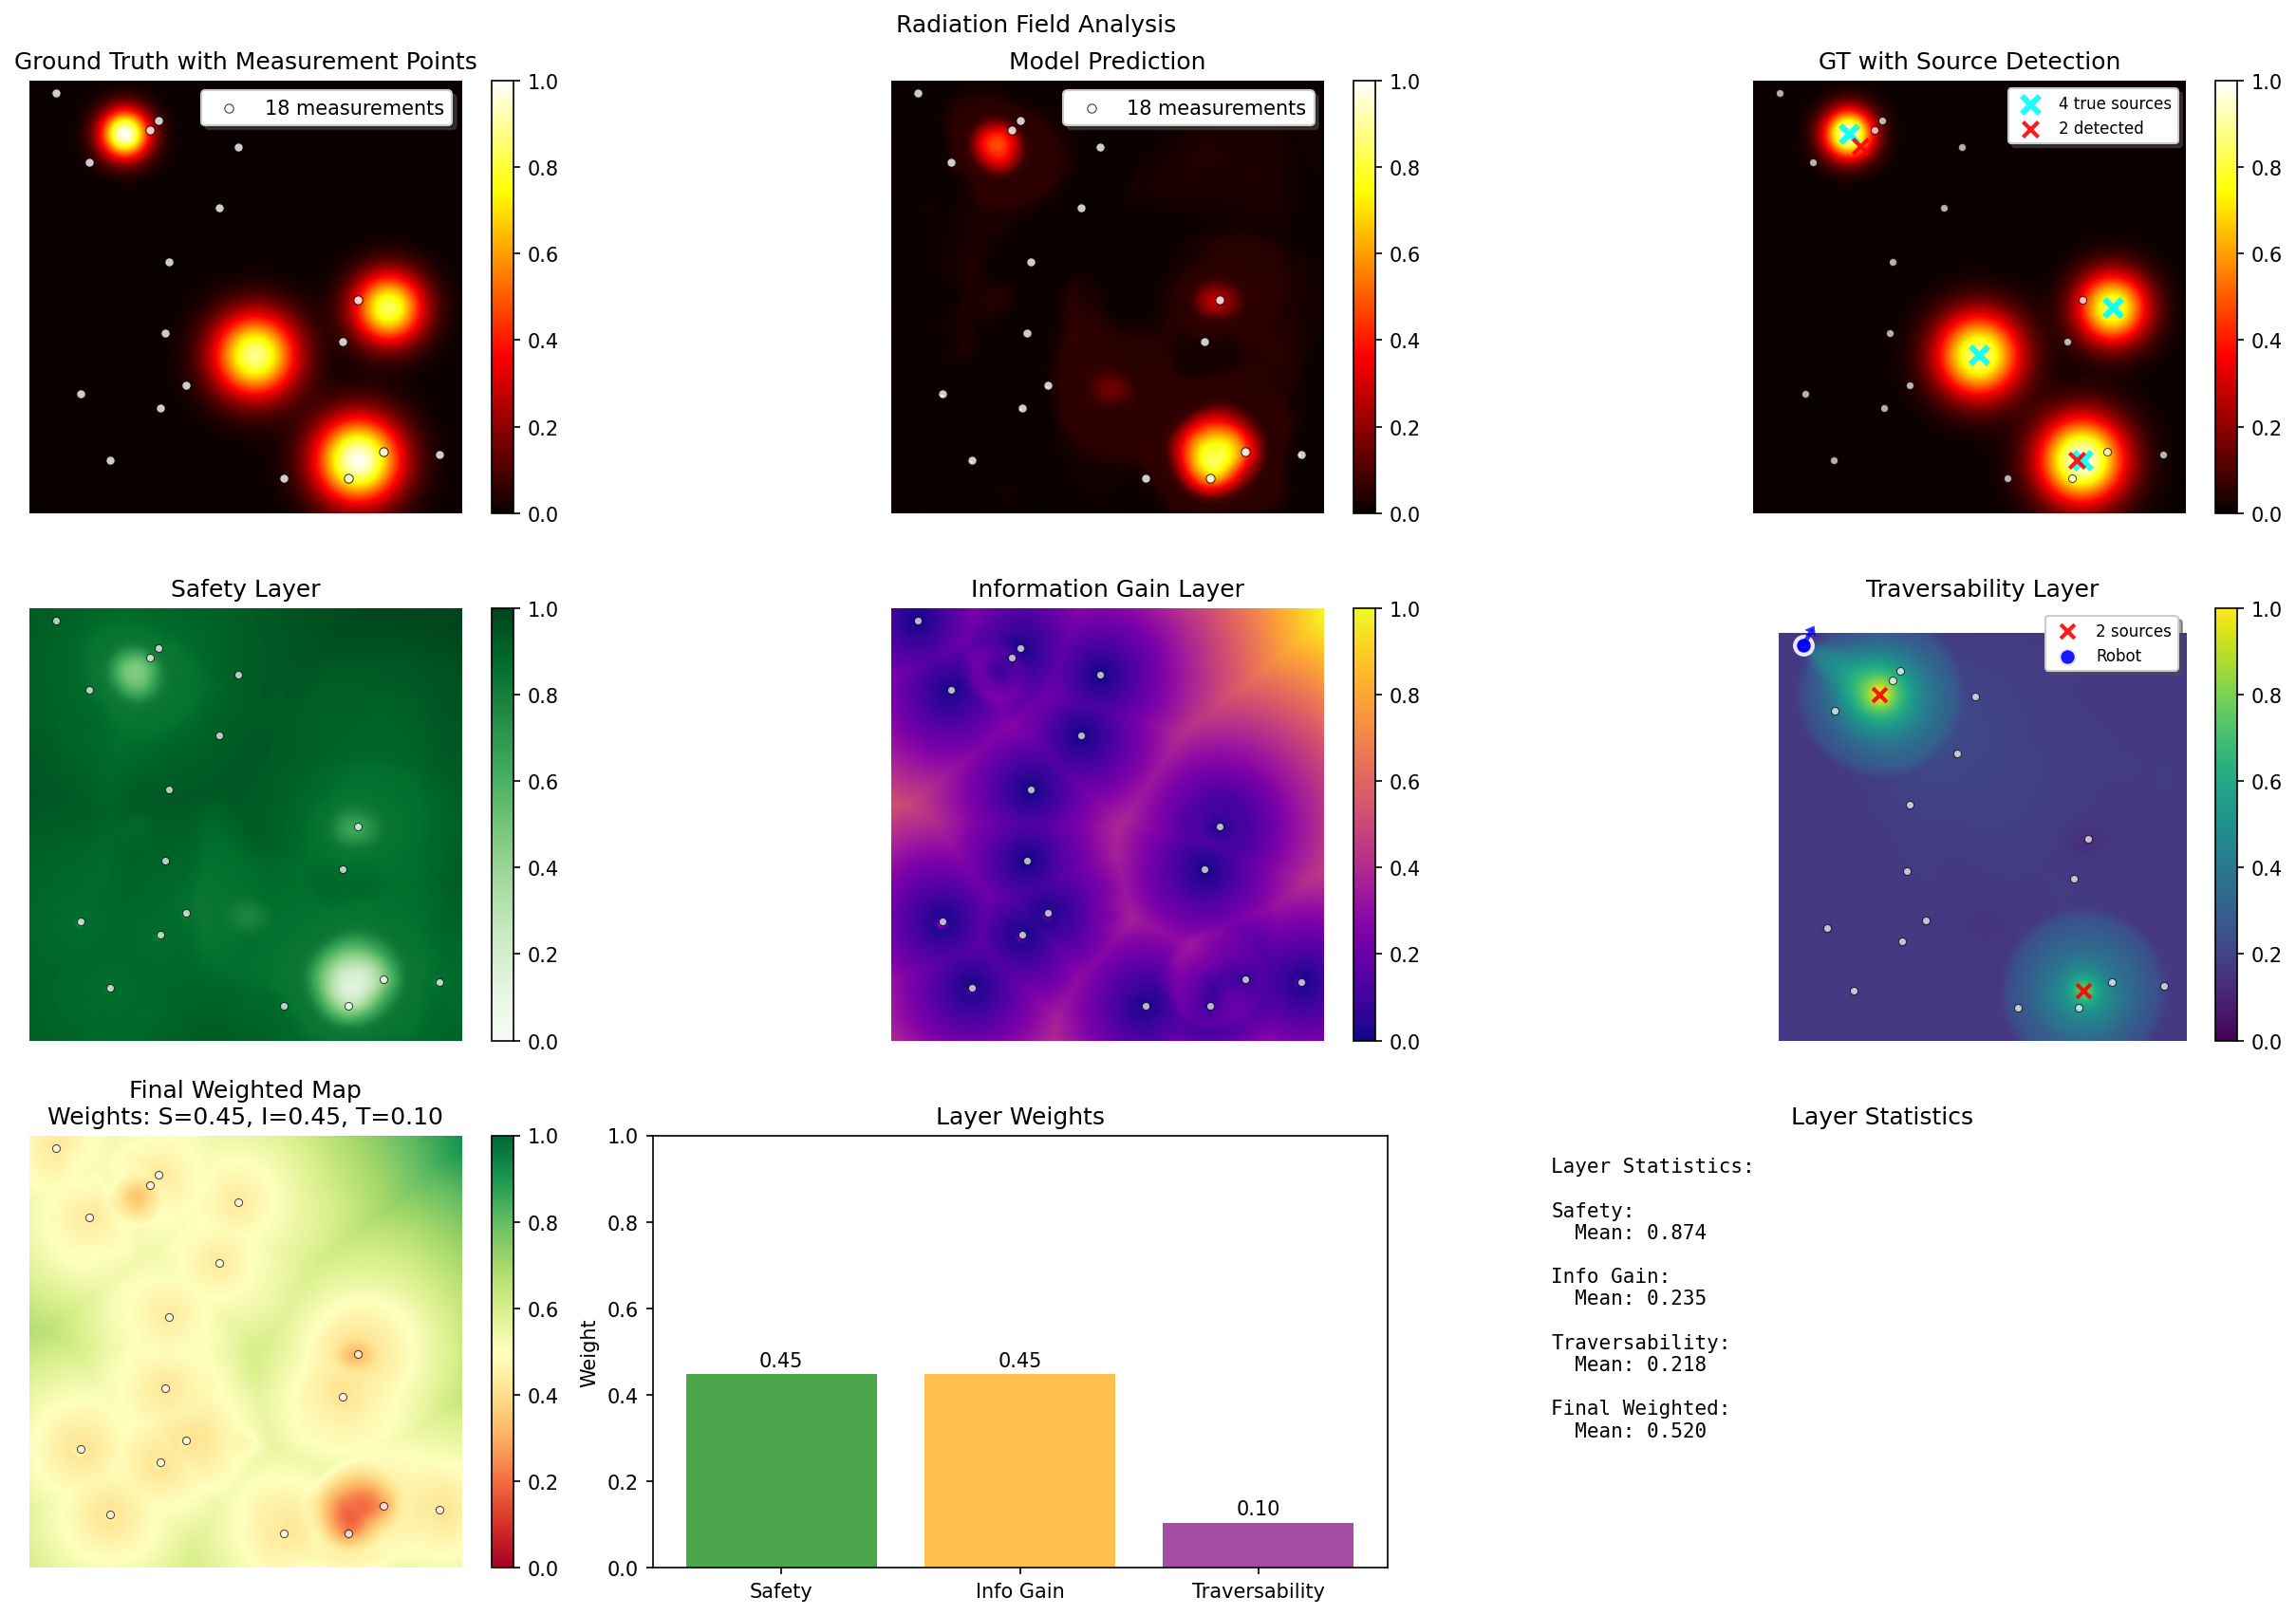 Radiation Field Analysis
Ground Truth with Measurement Points
18 measurements
1.0
0.8
0.6
0.4
0.2
0.0
Model Prediction
18 measurements
1.0
0.8
0.6
0.4
0.2
0.0
GT with Source Detection
4 true sources
2 detected
1.0
0.8
0.6
0.4
0.2
0.0
Safety Layer
1.0
0.8
0.6
0.4
0.2
0.0
Information Gain Layer
1.0
0.8
0.6
0.4
0.2
0.0
Traversability Layer
2 sources
Robot
1.0
0.8
0.6
0.4
0.2
0.0
Final Weighted Map
Weights: S=0.45, I=0.45, T=0.10
1.0
0.8
0.6
0.4
0.2
0.0
Layer Weights
Weight
1.0
0.8
0.6
0.4
0.2
0.0
0.45
0.45
0.10
Safety
Info Gain
Traversability
Layer Statistics
Layer Statistics:
Safety:
Mean: 0.874
Info Gain:
Mean: 0.235
Traversability:
Mean: 0.218
Final Weighted:
Mean: 0.520